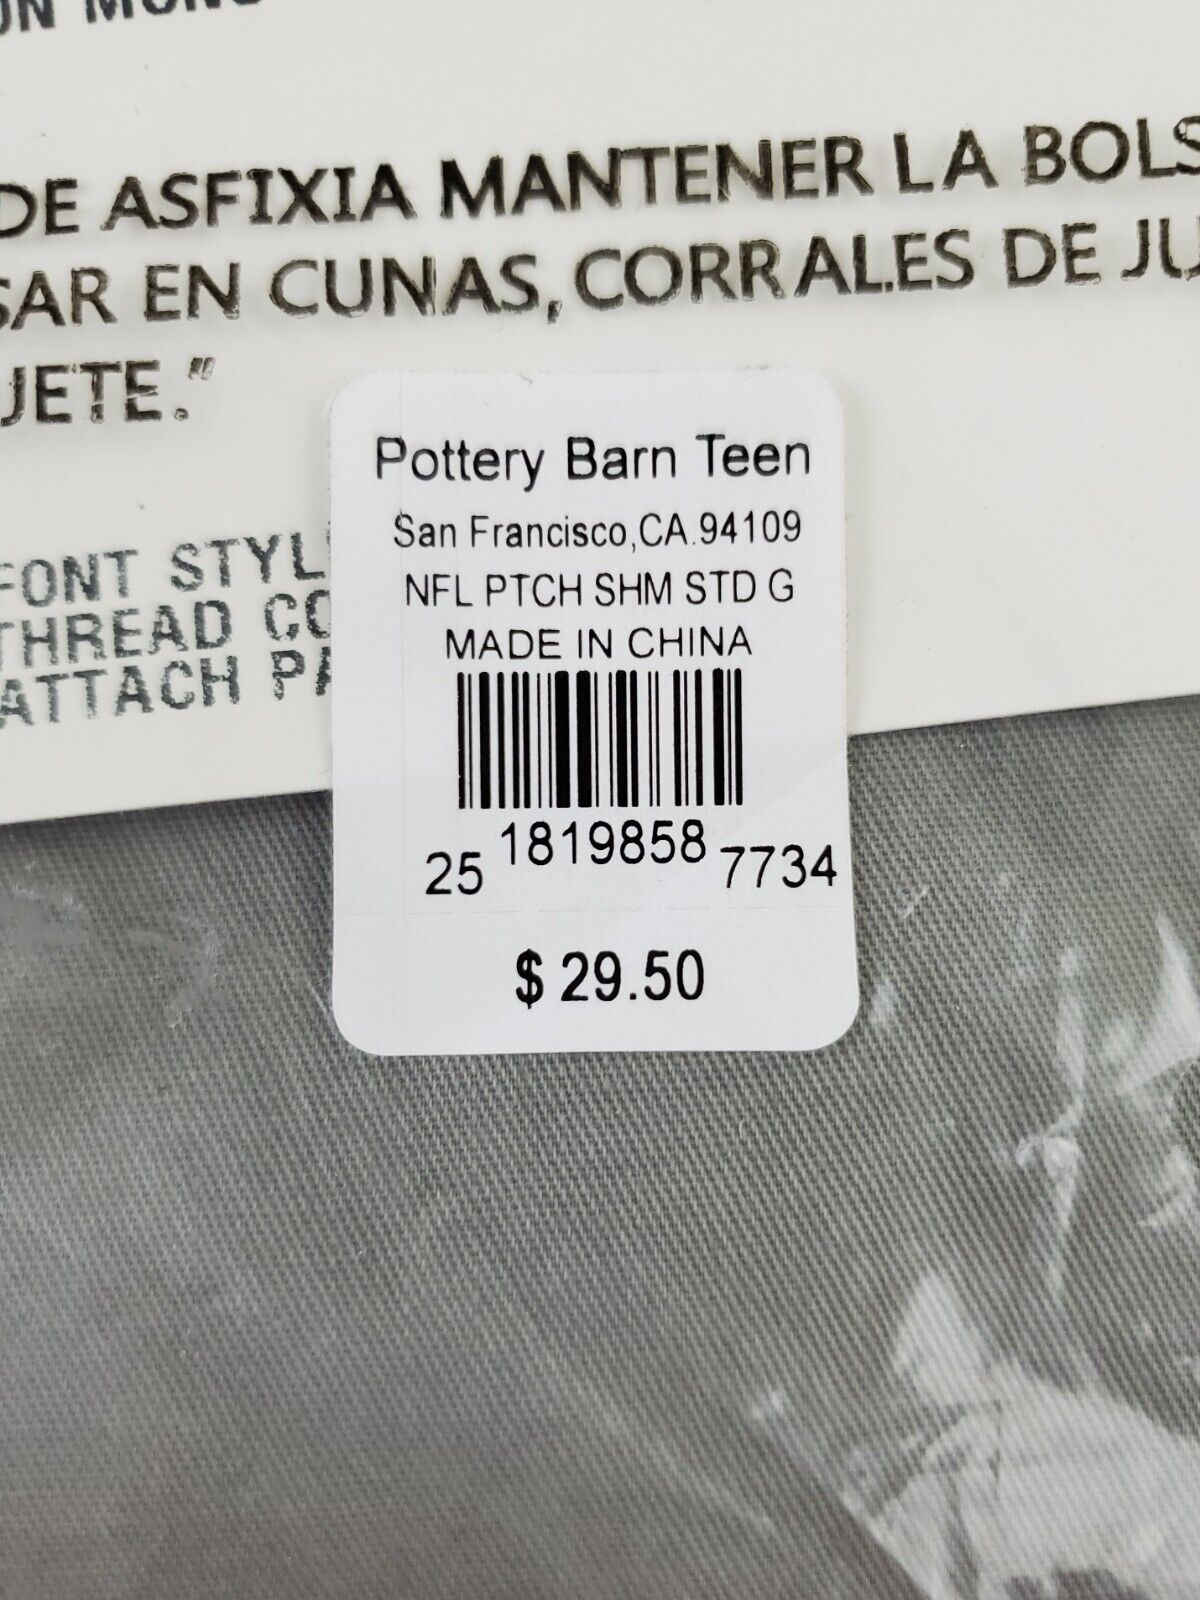 DE ASFIXIA MANTENER LA BOLS
SAR EN CUNAS, CORRALES DE JU
JETE."
FONT STYL
THREAD CO
ATTACH PA
Pottery Barn Teen
San Francisco,CA.94109
NFL PTCH SHM STD G
MADE IN CHINA
25 1819858 7734
$ 29.50